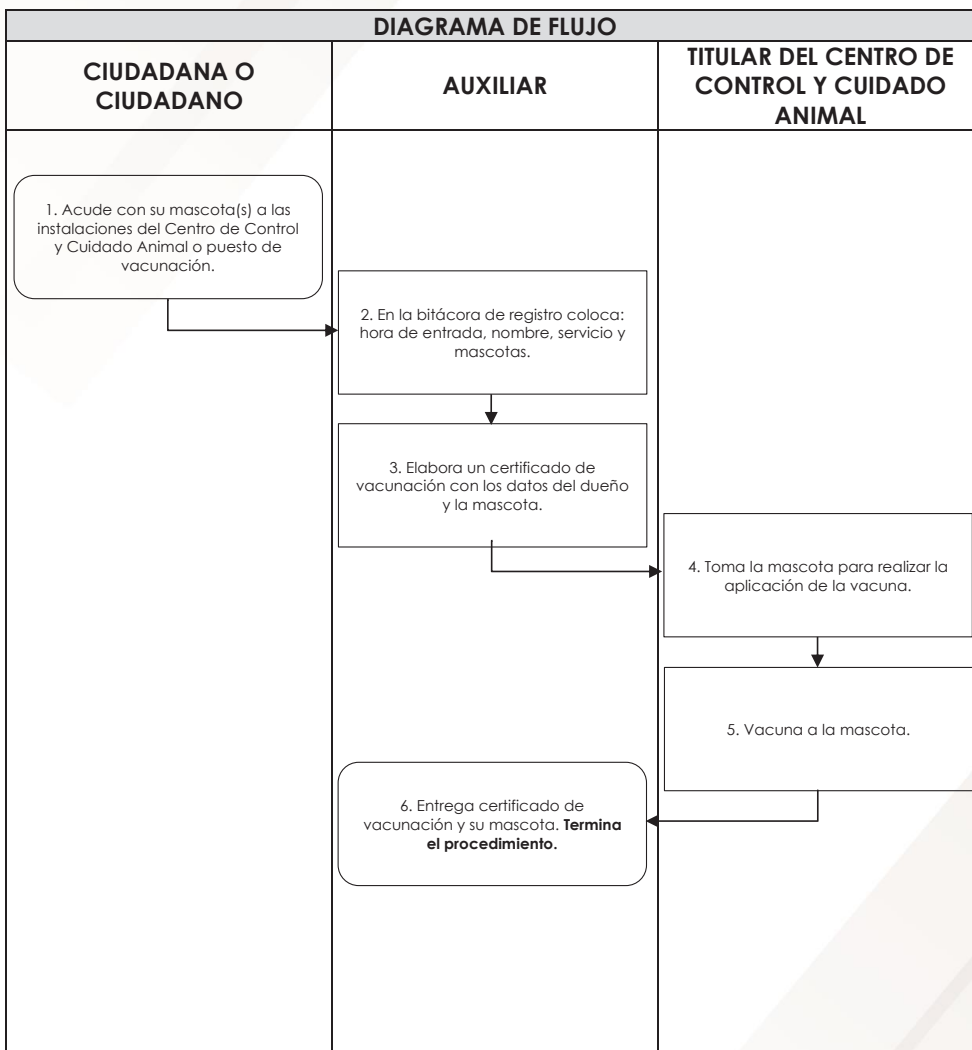 DIAGRAMA DE FLUJO
CIUDADANA O
CIUDADANO
AUXILIAR
TITULAR DEL CENTRO DE
CONTROL Y CUIDADO
ANIMAL
1. Acude con su mascota(s) a las
instalaciones del Centro de Control
y Cuidado Animal o puesto de
vacunación.
2. En la bitácora de registro coloca:
hora de entrada, nombre, servicio y
mascotas.
3. Elabora un certificado de
vacunación con los datos del dueño
y la mascota.
4. Toma la mascota para realizar la
aplicación de la vacuna.
5. Vacuna a la mascota.
6. Entrega certificado de
vacunación y su mascota. Termina
el procedimiento.